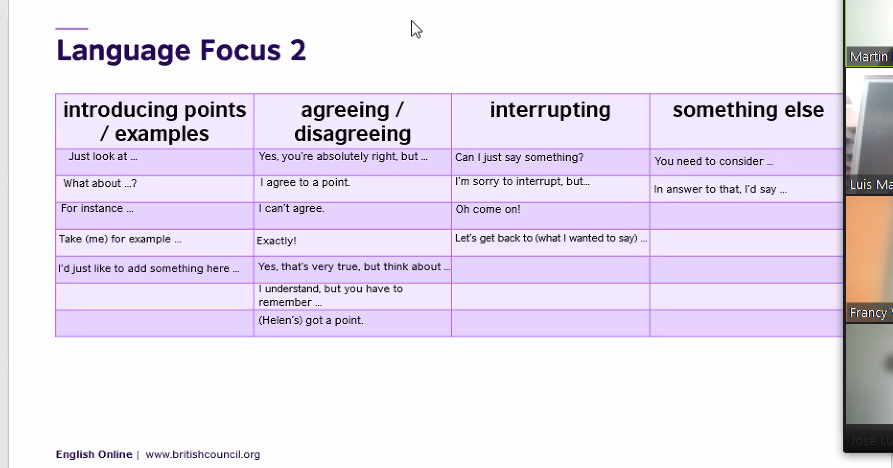 Language Focus 2
introducing points
/ examples
agreeing /
disagreeing
interrupting
something else
Just look at ...
Yes, you're absolutely right, but ...
Can I just say something?
You need to consider ...
What about ...?
I agree to a point.
I'm sorry to interrupt, but...
In answer to that, I'd say ...
For instance ...
I can't agree.
Oh come on!
Take (me) for example ...
Exactly!
Let's get back to (what I wanted to say) ...
I'd just like to add something here ...
Yes, that's very true, but think about ...
I understand, but you have to
remember ...
(Helen's) got a point.
English Online | www.britishcouncil.org
Martin
Luis Ma
Francy
Jose Lu